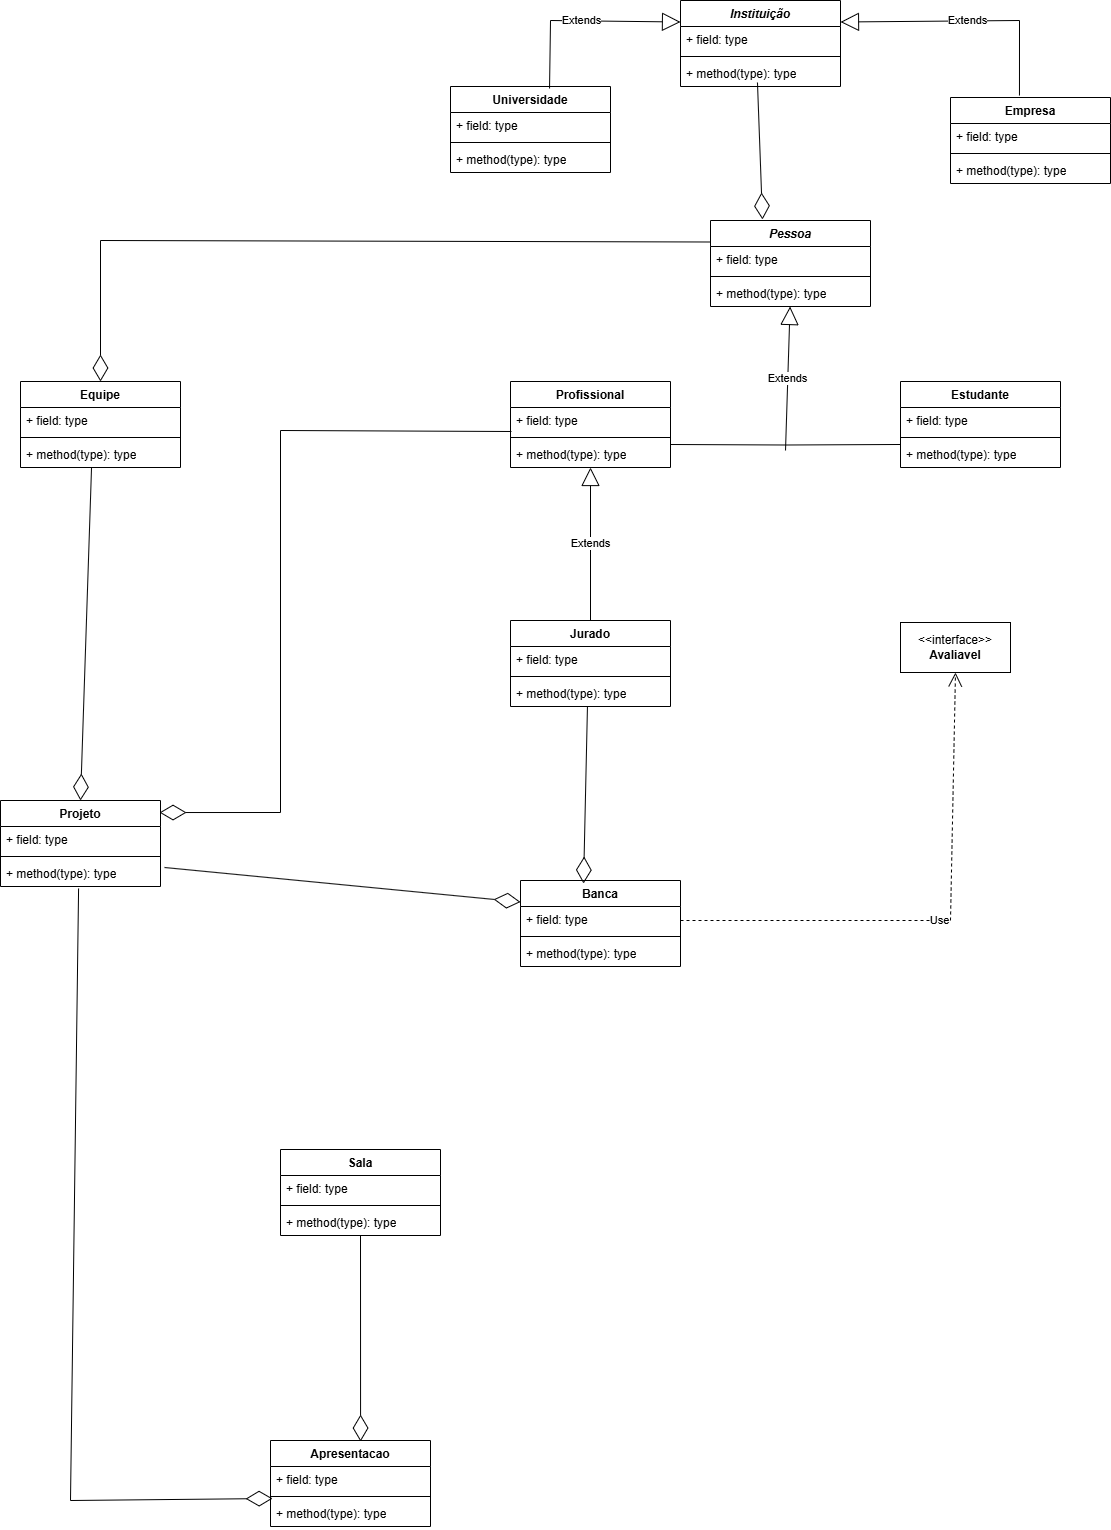 Extends
Instituição
+ field: type
+ method(type): type
Extends
Universidade
+ field: type
+ method(type): type
Empresa
+ field: type
+ method(type): type
Pessoa
+ field: type
+ method(type): type
Extends
Equipe
+ field: type
+ method(type): type
Profissional
+ field: type
+ method(type): type
Estudante
+ field: type
+ method(type): type
Extends
Jurado
+ field: type
+ method(type): type
<<interface>>
Avaliavel
Projeto
+ field: type
+ method(type): type
Banca
+ field: type
+ method(type): type
Use
Sala
+ field: type
+ method(type): type
Apresentacao
+ field: type
+ method(type): type